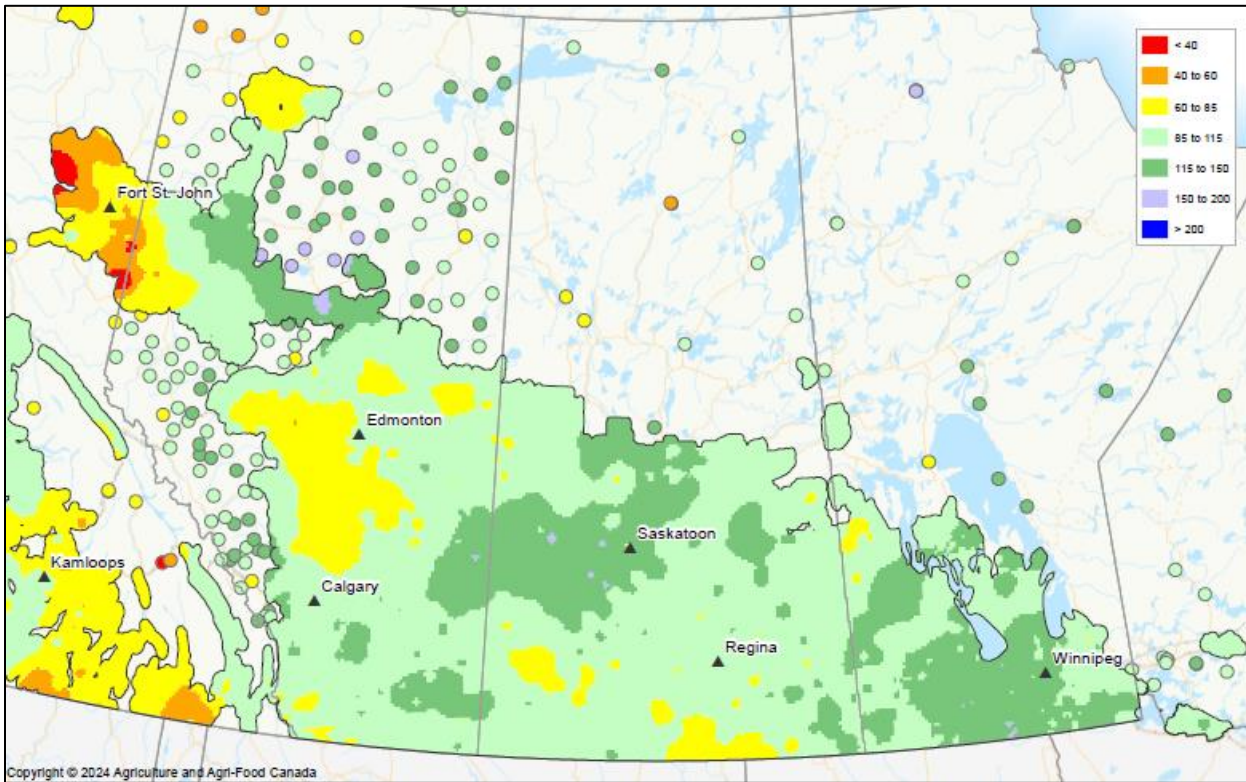 < 40
40 to 60
60 to 85
85 to 115
115 to 150
150 to 200
> 200
Fort St. John
Edmonton
Saskatoon
Kamloops
Calgary
Regina
Winnipeg
Copyright © 2024 Agriculture and Agri-Food Canada